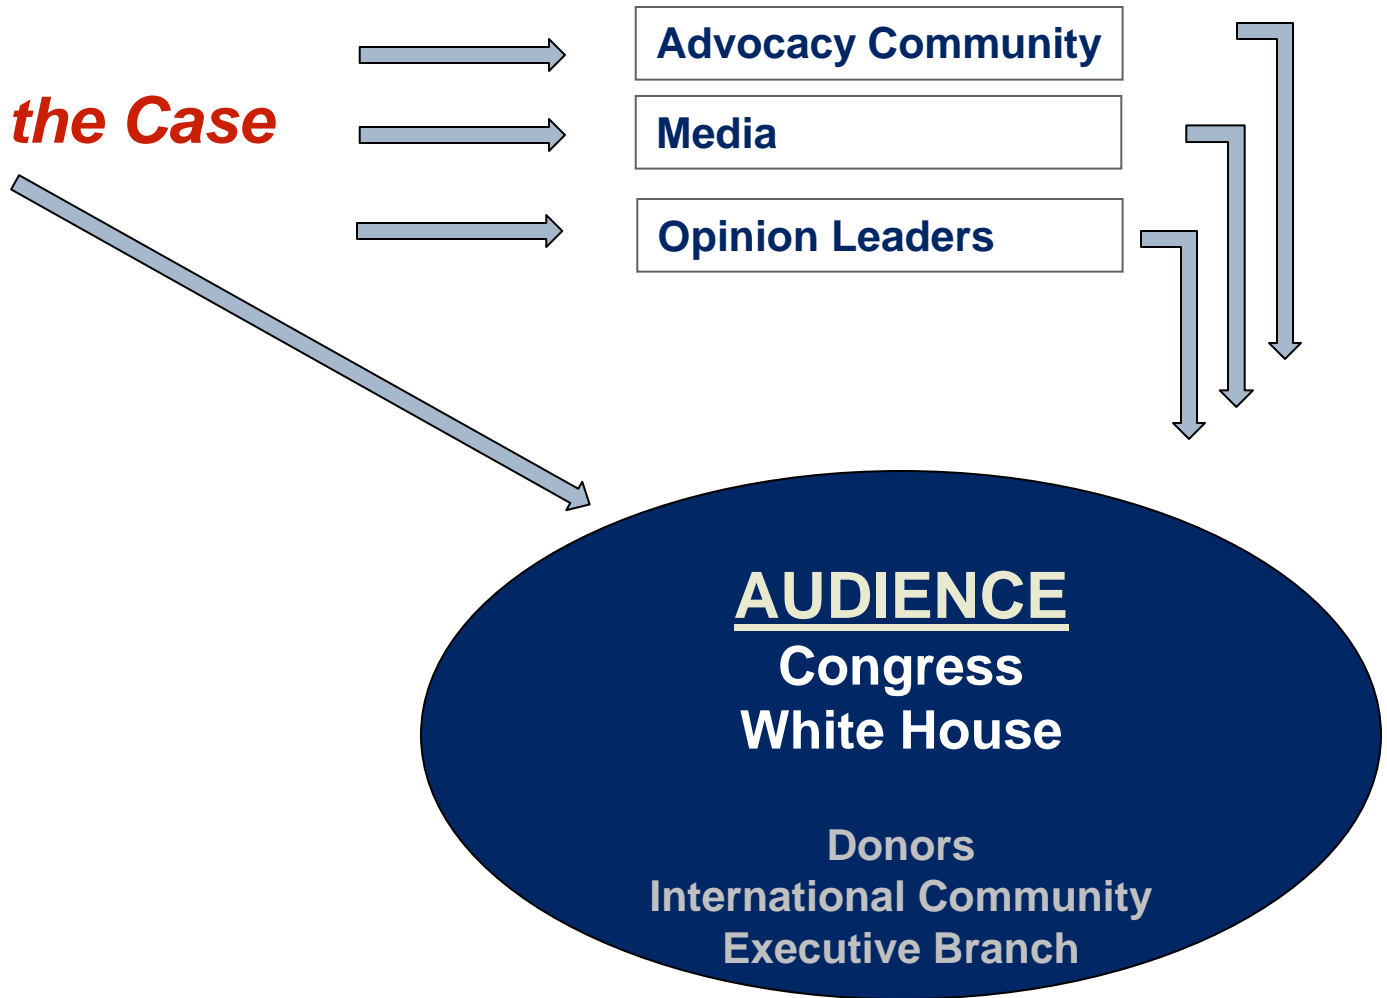 Advocacy Community
the Case
Media
Opinion Leaders
AUDIENCE
Congress
White House
Donors
International Community
Executive Branch